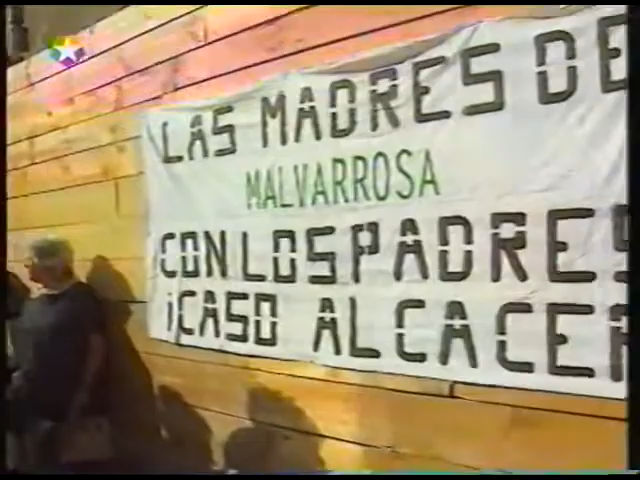 LAS MADRES DE
MALVARROSA
CON LOS PADRES
¡CASO ALCACER